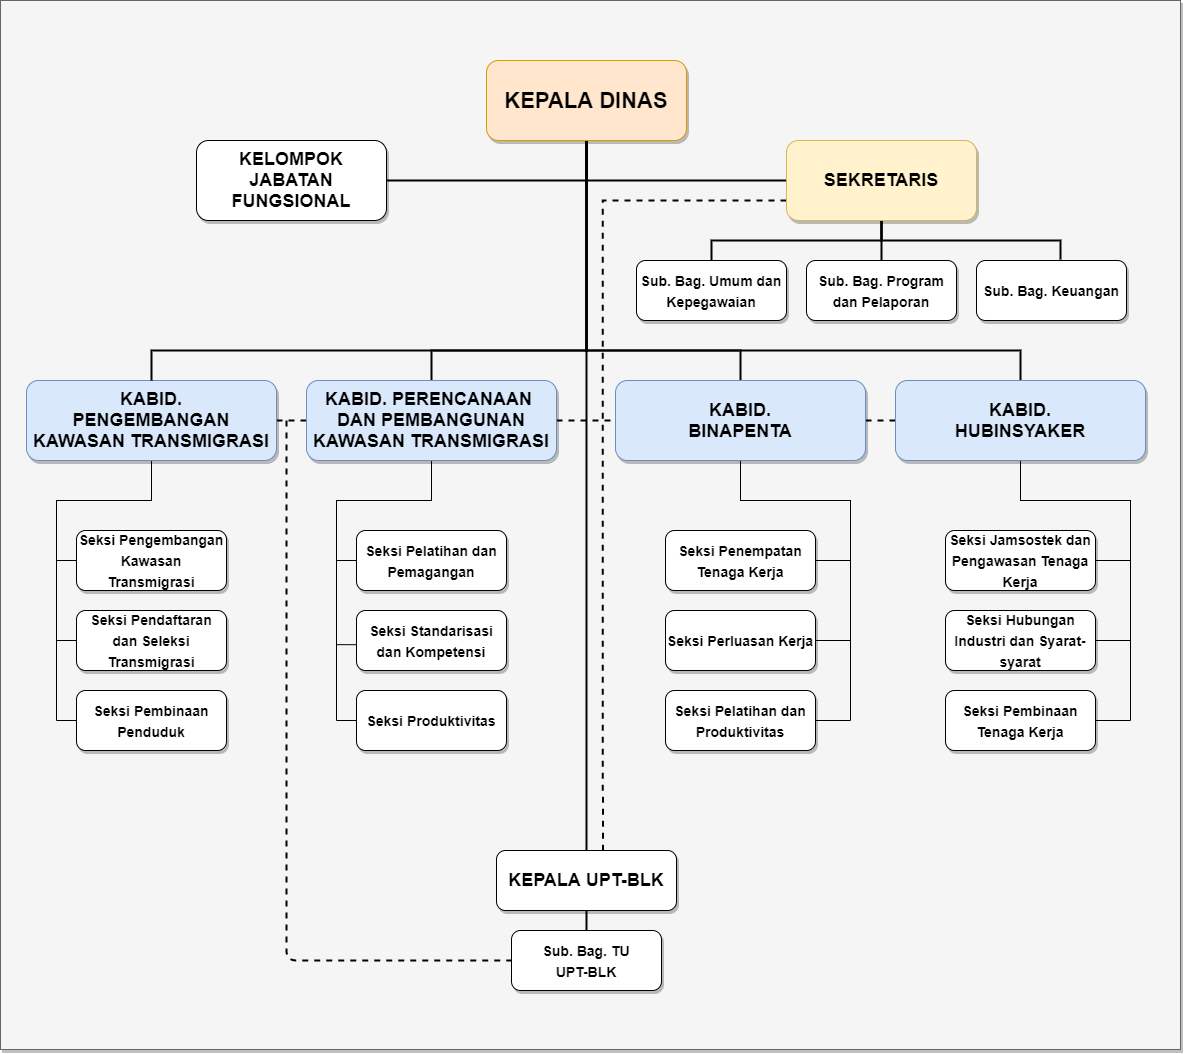 KEPALA DINAS
KELOMPOK
JABATAN
FUNGSIONAL
SEKRETARIS
Sub. Bag. Umum dan
Kepegawaian
Sub. Bag. Program
dan Pelaporan
Sub. Bag. Keuangan
KABID.
PENGEMBANGAN
KAWASAN TRANSMIGRASI
KABID. PERENCANAAN
DAN PEMBANGUNAN
KAWASAN TRANSMIGRASI
KABID.
BINAPENTA
KABID.
HUBINSYAKER
Seksi Pengembangan
Kawasan
Transmigrasi
Seksi Pendaftaran
dan Seleksi
Transmigrasi
Seksi Pembinaan
Penduduk
Seksi Pelatihan dan
Pemagangan
Seksi Standarisasi
dan Kompetensi
Seksi Produktivitas
Seksi Penempatan
Tenaga Kerja
Seksi Perluasan Kerja
Seksi Pelatihan dan
Produktivitas
Seksi Jamsostek dan
Pengawasan Tenaga
Kerja
Seksi Hubungan
Industri dan Syarat-
syarat
Seksi Pembinaan
Tenaga Kerja
KEPALA UPT-BLK
Sub. Bag. TU
UPT-BLK